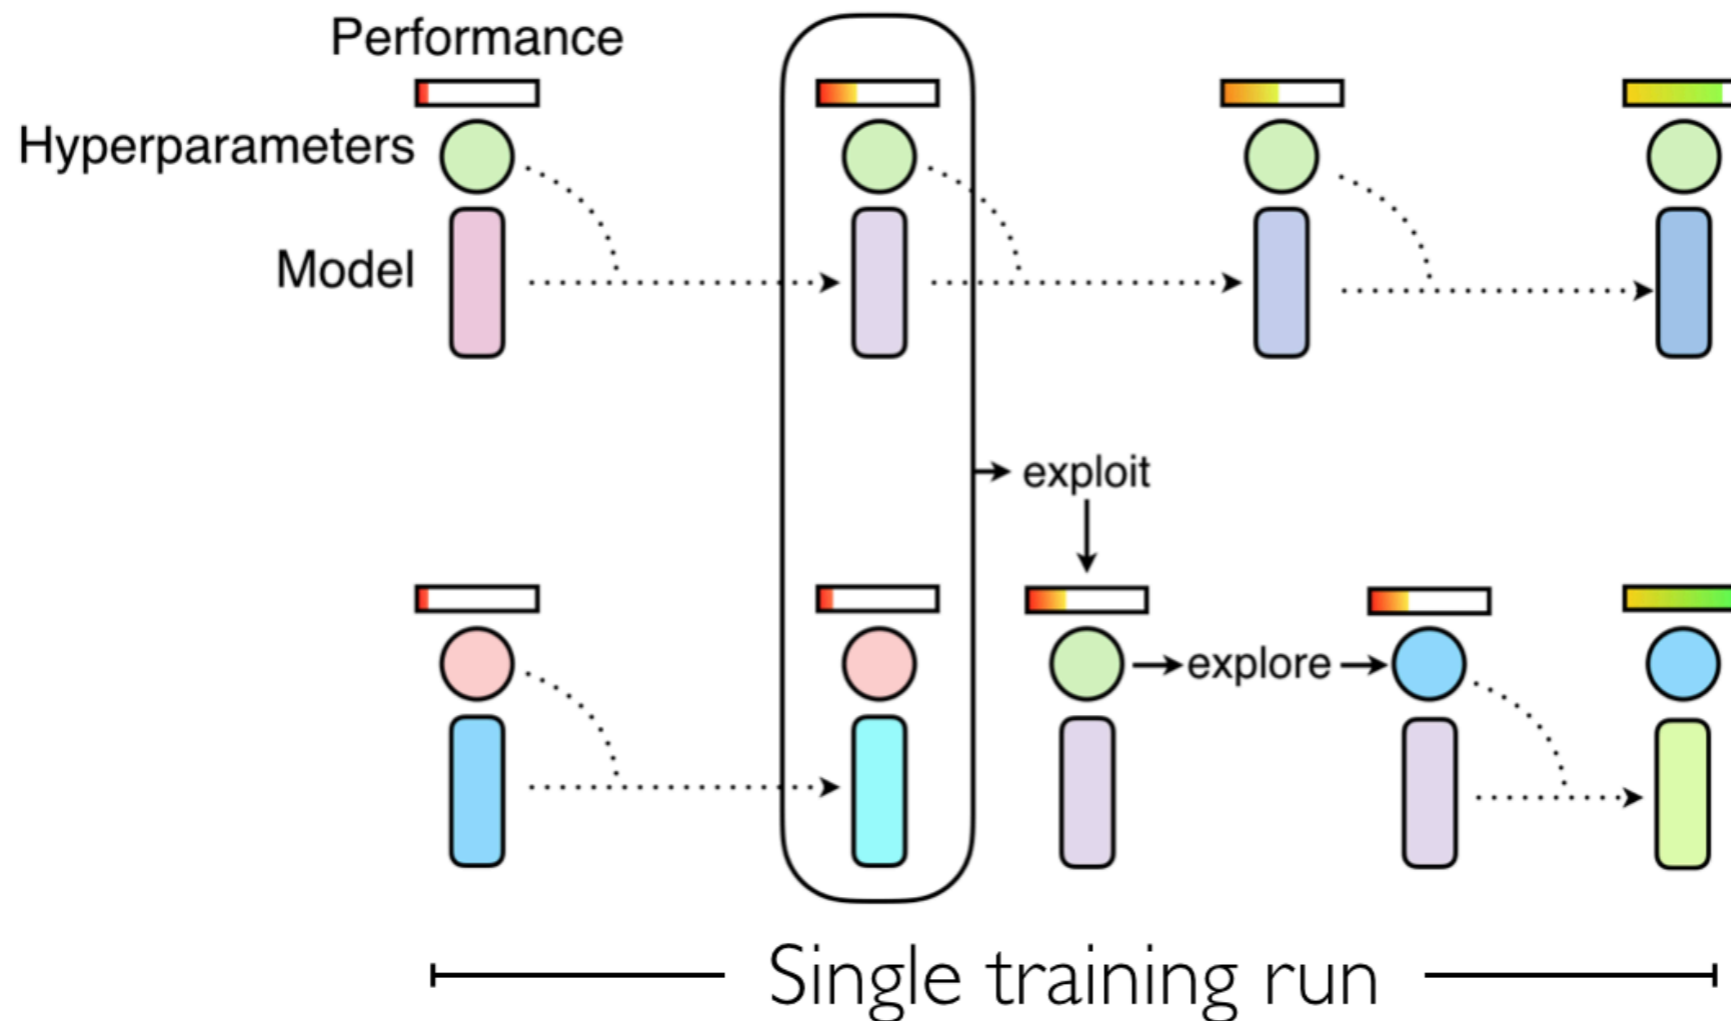 Performance
Hyperparameters
Model
exploit
explore
Single training run